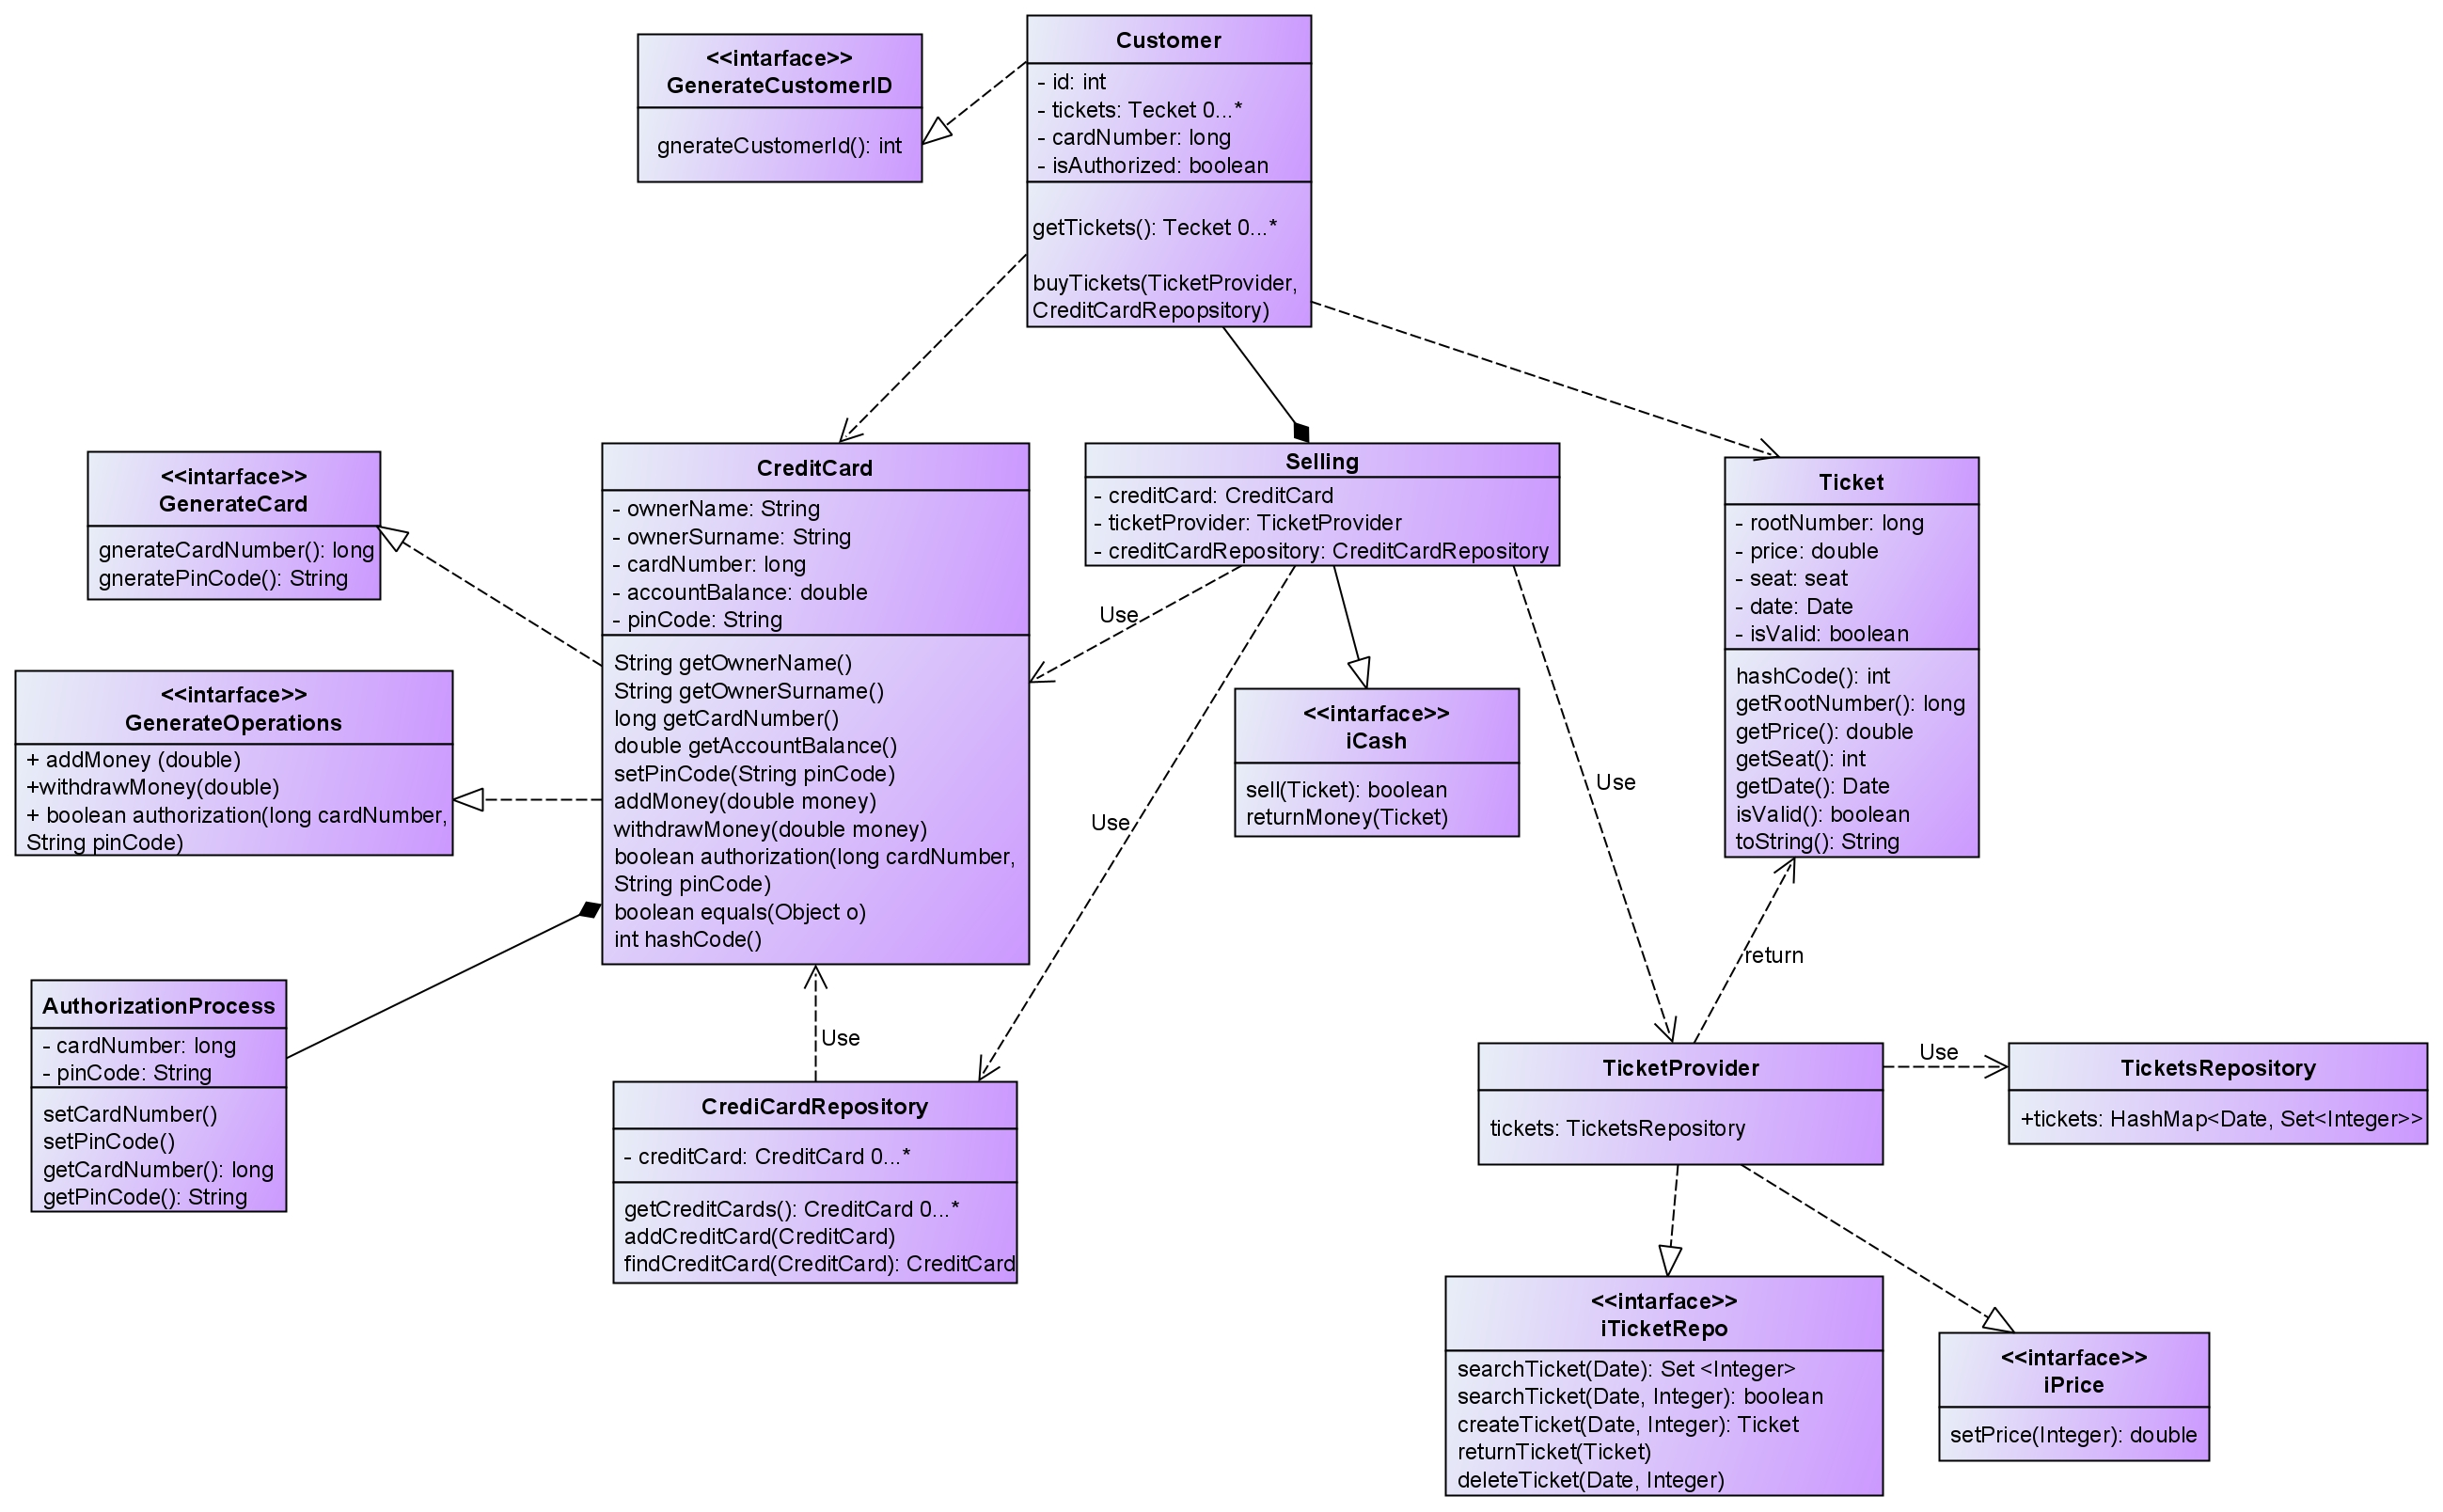 <<intarface>>
GenerateCustomerID
gnerateCustomerId(): int
Customer
- id: int
- tickets: Tecket 0...*
- cardNumber: long
- isAuthorized: boolean
getTickets(): Tecket 0...*
buyTickets(TicketProvider,
CreditCardRepopsitory)
<<intarface>>
GenerateCard
gnerateCardNumber(): long
gneratePinCode(): String
<<intarface>>
GenerateOperations
+ addMoney (double)
+withdrawMoney(double)
+ boolean authorization(long cardNumber,
String pinCode)
AuthorizationProcess
- cardNumber: long
- pinCode: String
setCardNumber()
setPinCode()
getCardNumber(): long
getPinCode(): String
CreditCard
- ownerName: String
- ownerSurname: String
- cardNumber: long
- accountBalance: double
- pinCode: String
String getOwnerName()
String getOwnerSurname()
long getCardNumber()
double getAccountBalance()
setPinCode(String pinCode)
addMoney(double money)
withdrawMoney(double money)
boolean authorization(long cardNumber,
String pinCode)
boolean equals(Object o)
int hashCode()
Use
CrediCardRepository
- creditCard: CreditCard 0...*
getCreditCards(): CreditCard 0...*
addCreditCard(CreditCard)
findCreditCard(CreditCard): CreditCard
Selling
- creditCard: CreditCard
- ticketProvider: TicketProvider
- creditCardRepository: CreditCardRepository
Use
Use
Use
<<intarface>>
iCash
sell(Ticket): boolean
returnMoney(Ticket)
Ticket
- rootNumber: long
- price: double
- seat: seat
- date: Date
- isValid: boolean
hashCode(): int
getRootNumber(): long
getPrice(): double
getSeat(): int
getDate(): Date
isValid(): boolean
toString(): String
return
TicketProvider
tickets: TicketsRepository
Use
TicketsRepository
+tickets: HashMap<Date, Set<Integer>>
<<intarface>>
iTicketRepo
searchTicket(Date): Set <Integer>
searchTicket(Date, Integer): boolean
createTicket(Date, Integer): Ticket
returnTicket(Ticket)
deleteTicket(Date, Integer)
<<intarface>>
iPrice
setPrice(Integer): double